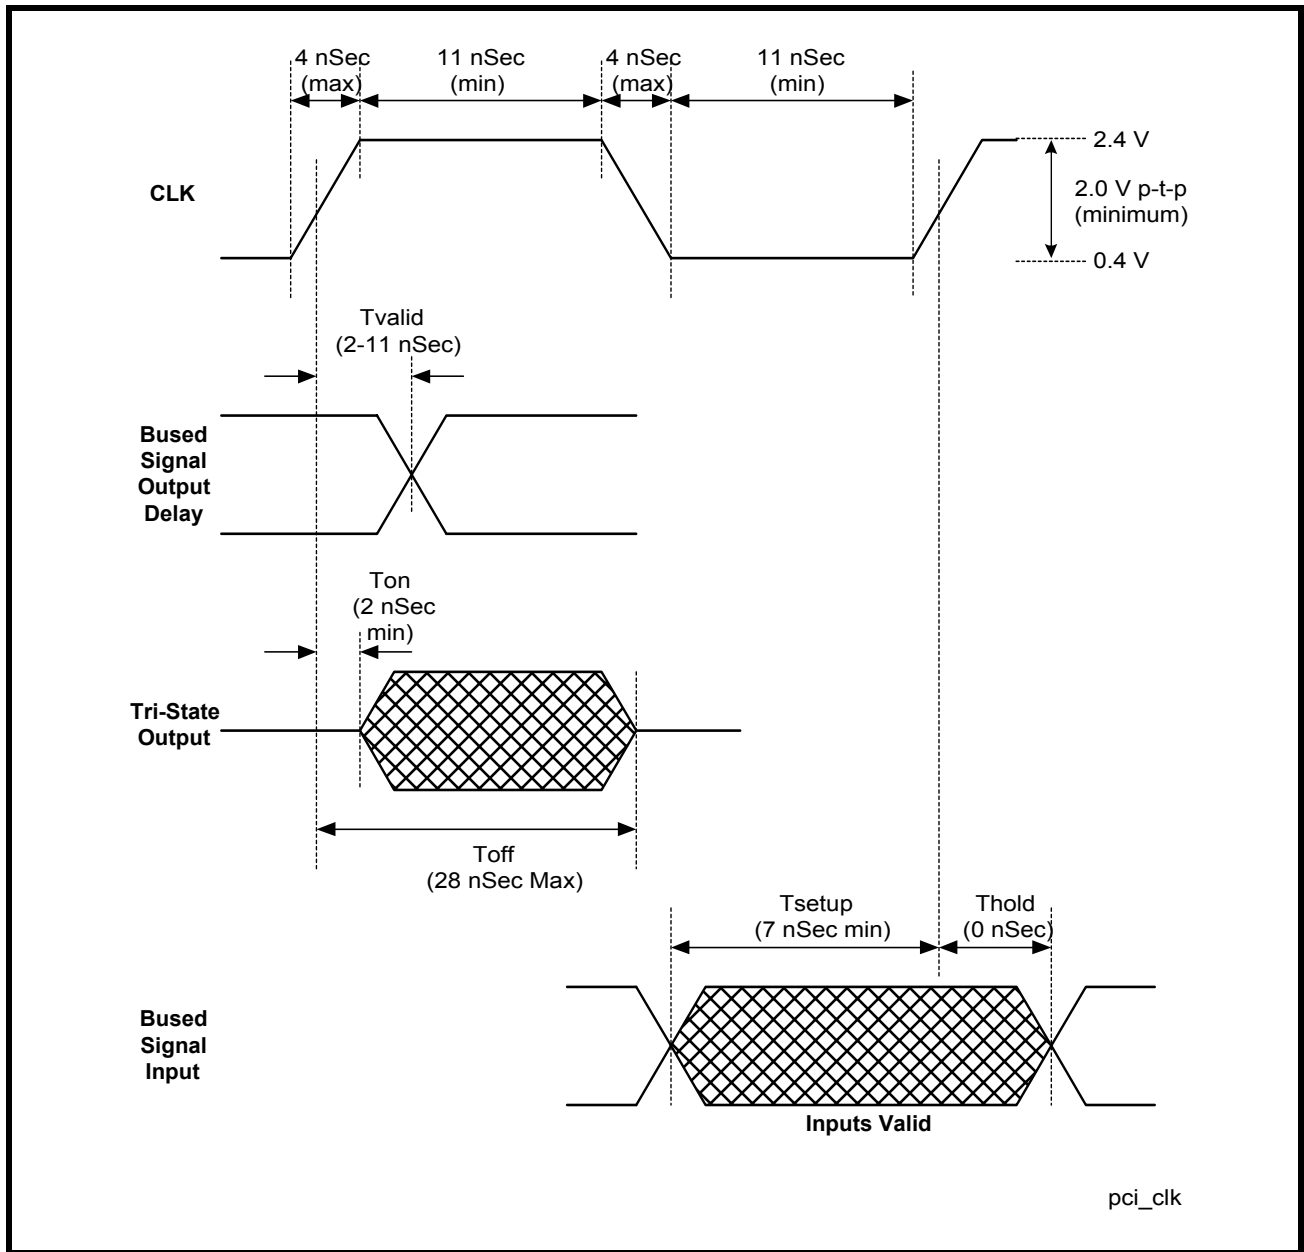 4 nSec
(max)
11 nSec
(min)
4 nSec
(max)
11 nSec
(min)
CLK
2.4 V
2.0 V p-t-p
(minimum)
0.4 V
Tvalid
(2-11 nSec)
Bused
Signal
Output
Delay
Ton
(2 nSec
min)
Tri-State
Output
Toff
(28 nSec Max)
Tsetup
(7 nSec min)
Thold
(0 nSec)
Bused
Signal
Input
Inputs Valid
pci_clk